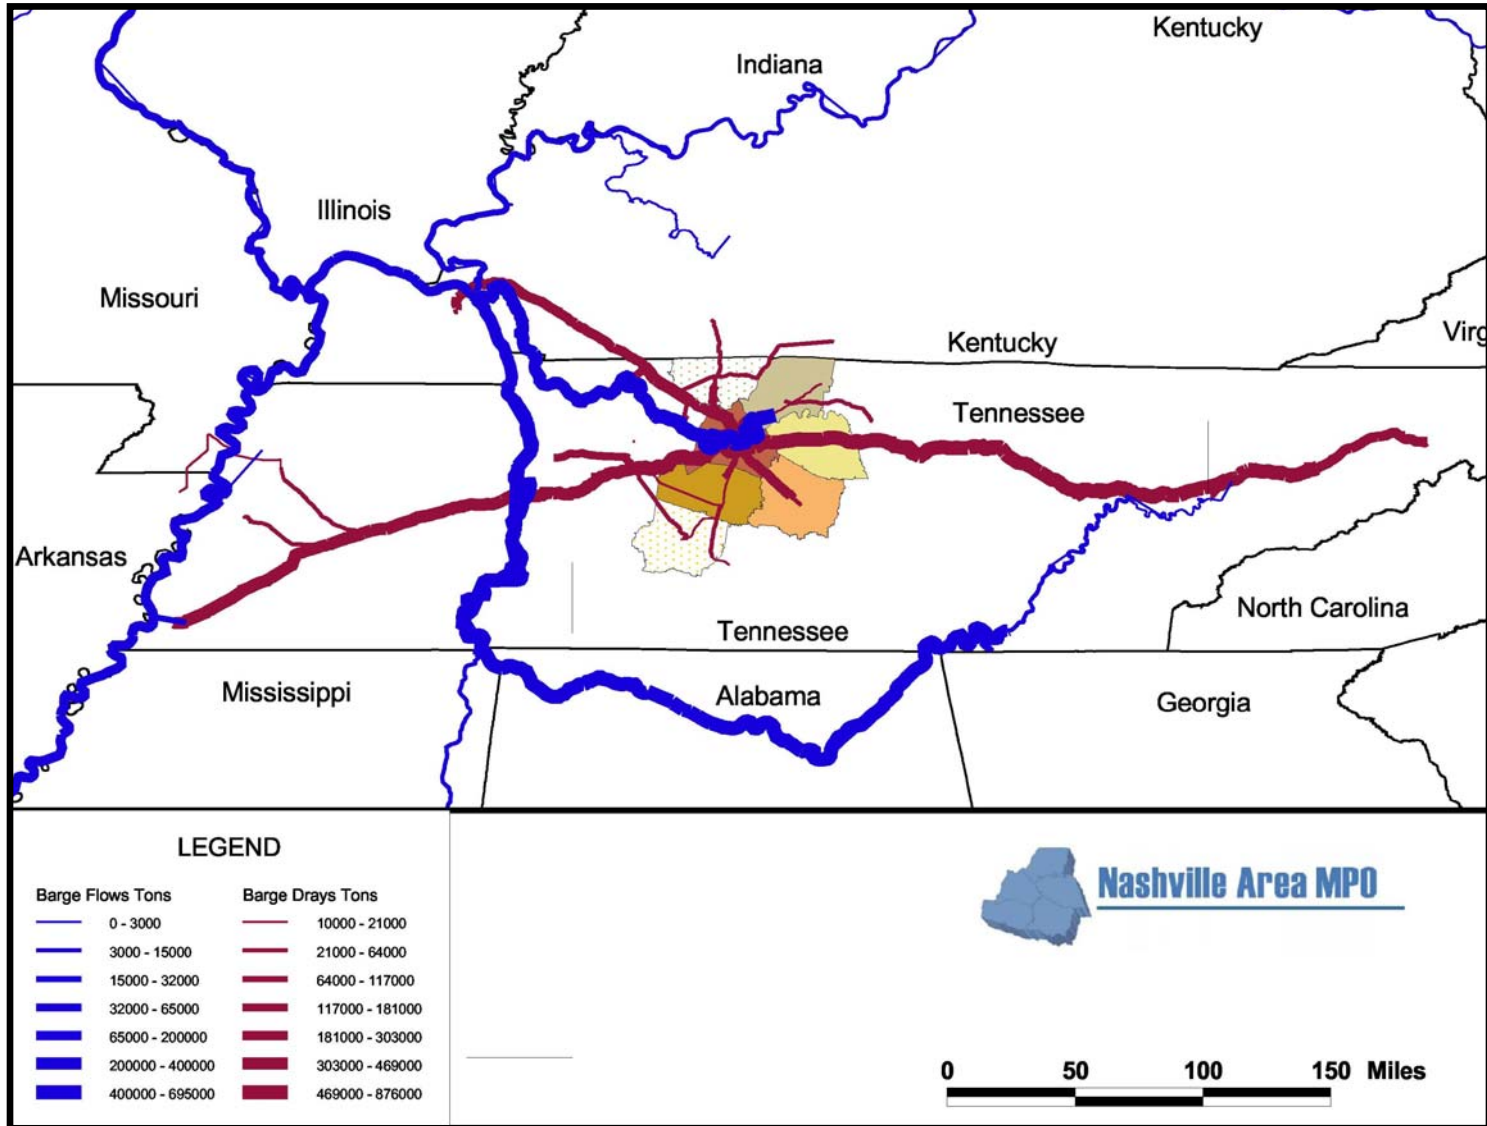 Kentucky
Indiana
Illinois
Missouri
Kentucky
Virg
Tennessee
Arkansas
North Carolina
Tennessee
Mississippi
Alabama
Georgia
LEGEND
Barge Flows Tons
0 - 3000
3000 - 15000
15000 - 32000
32000 - 65000
65000 - 200000
200000 - 400000
400000 - 695000
Barge Drays Tons
10000 - 21000
21000 - 64000
64000 - 117000
117000 - 181000
181000 - 303000
303000 - 469000
469000 - 876000
Nashville Area MPO
0 50 100 150 Miles